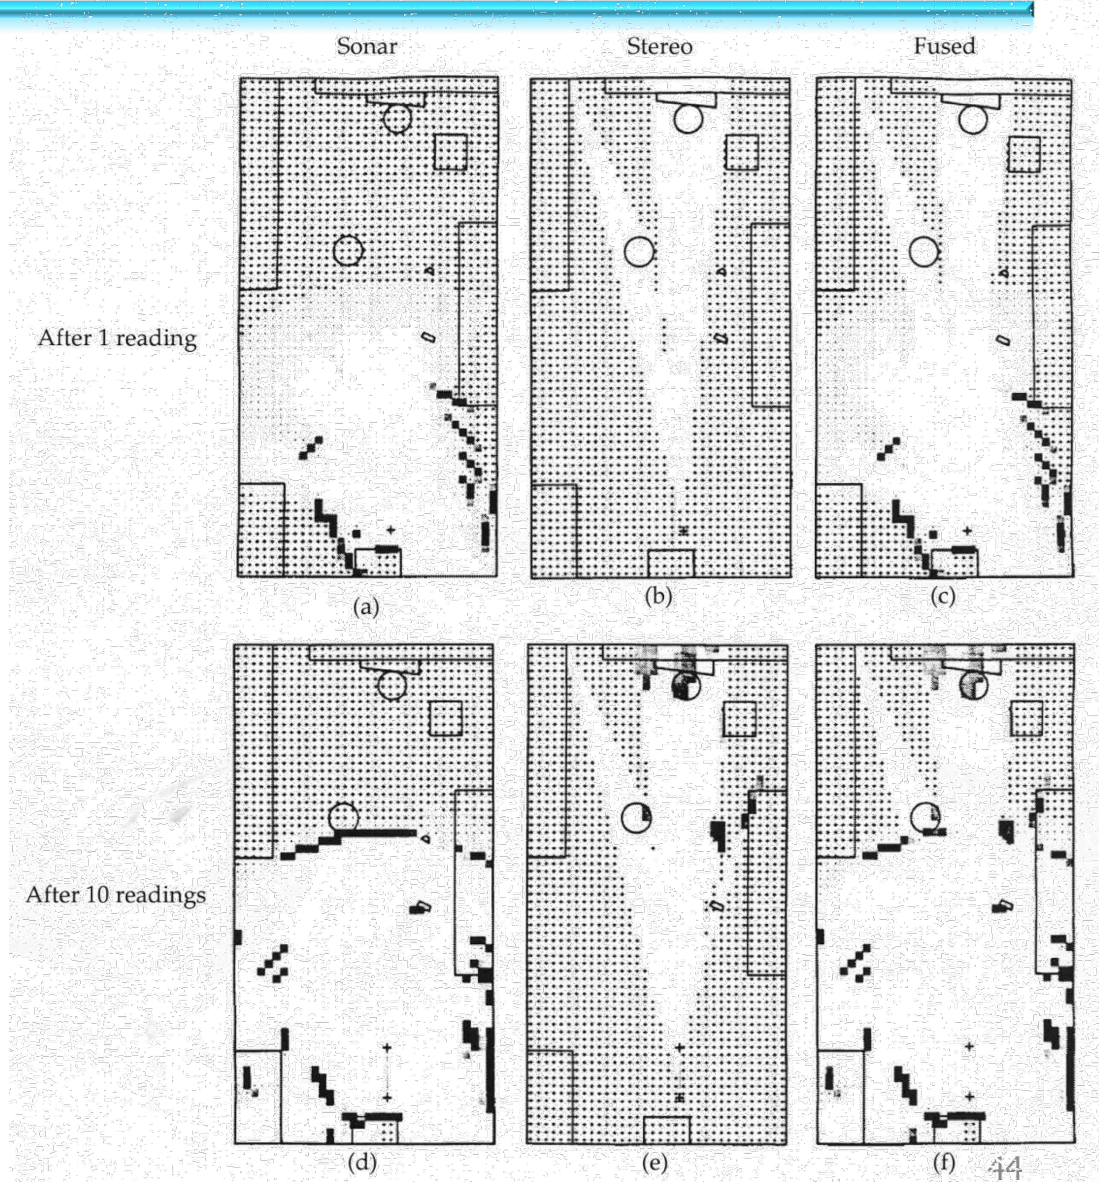 Sonar Stereo Fused
After 1 reading
(a) (b) (c)
After 10 readings
(d) (e) (f)
44